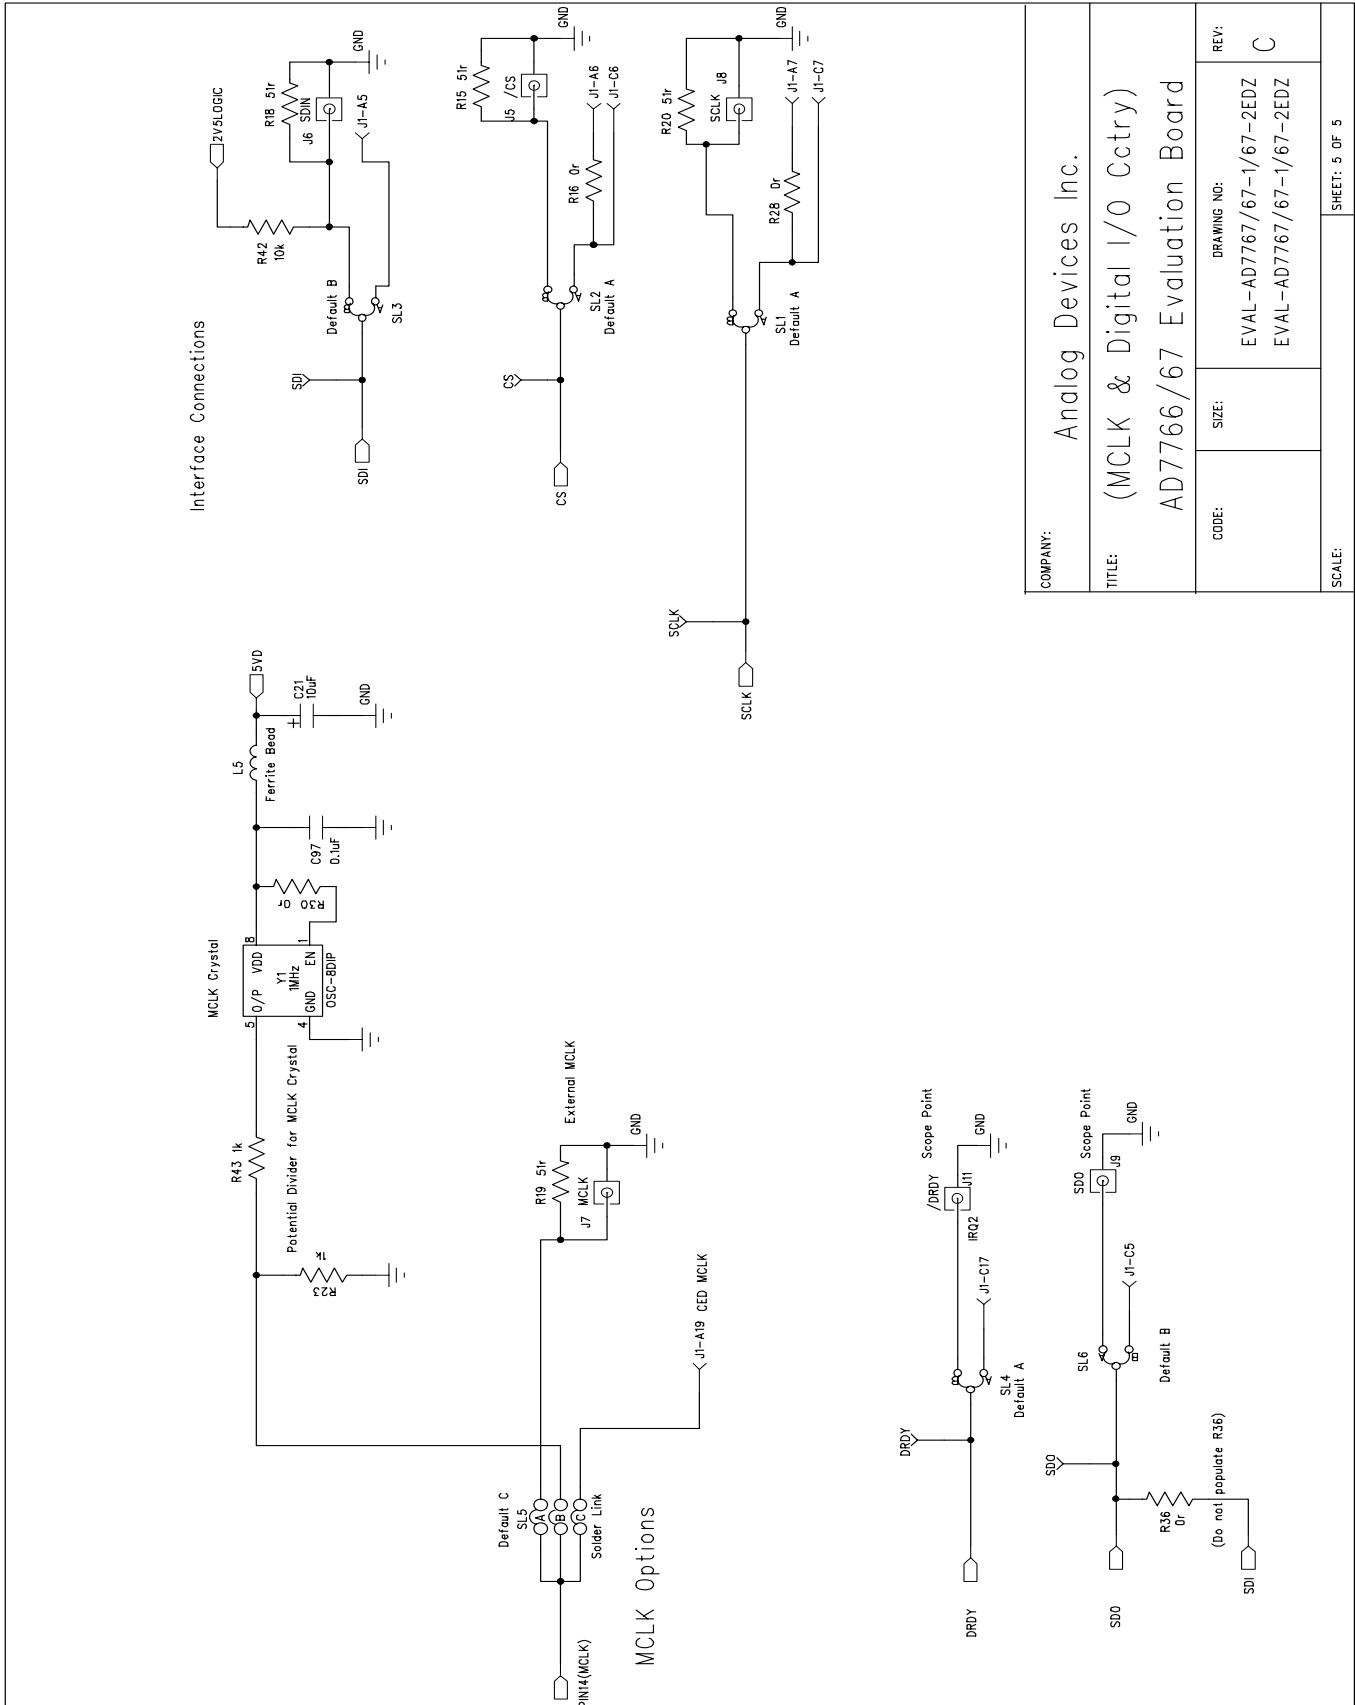 MCLK Crystal
5
O/P
VDD
8
Y1
1MHz
4
GND
EN
1
OSC-8DIP
R30
0r
C97
0.1uF
L5
Ferrite Bead
C21
10uF
+
GND
5VD
R43 1k
Potential Divider for MCLK Crystal
R23
1k
Default C
SL5
A
B
C
Solder Link
PIN14(MCLK)
MCLK Options
R19 51r
J7 MCLK
External MCLK
GND
J1-A19 CED MCLK
Interface Connections
2V5LOGIC
R42
10k
R18 51r
SDIN
J6
GND
J1-A5
Default B
B
A
SL3
SDI
SDI
R15 51r
/CS
J5
GND
J1-A6
J1-C6
R16 0r
B
A
SL2
Default A
CS
CS
R20 51r
SCLK
J8
GND
J1-A7
J1-C7
R28 0r
B
A
SL1
Default A
SCLK
SCLK
Scope Point
/DRDY
J11
IRQ2
GND
J1-C17
B
A
SL4
Default A
DRDY
DRDY
Scope Point
SDO
J9
GND
J1-C5
SL6
A
B
Default B
SDO
SDO
R36
0r
(Do not populate R36)
SDI
COMPANY:
Analog Devices Inc.
TITLE:
(MCLK & Digital I/O Cctry)
AD7766/67 Evaluation Board
CODE:
SIZE:
DRAWING NO:
EVAL-AD7767/67-1/67-2EDZ
EVAL-AD7767/67-1/67-2EDZ
REV:
C
SCALE:
SHEET: 5 OF 5